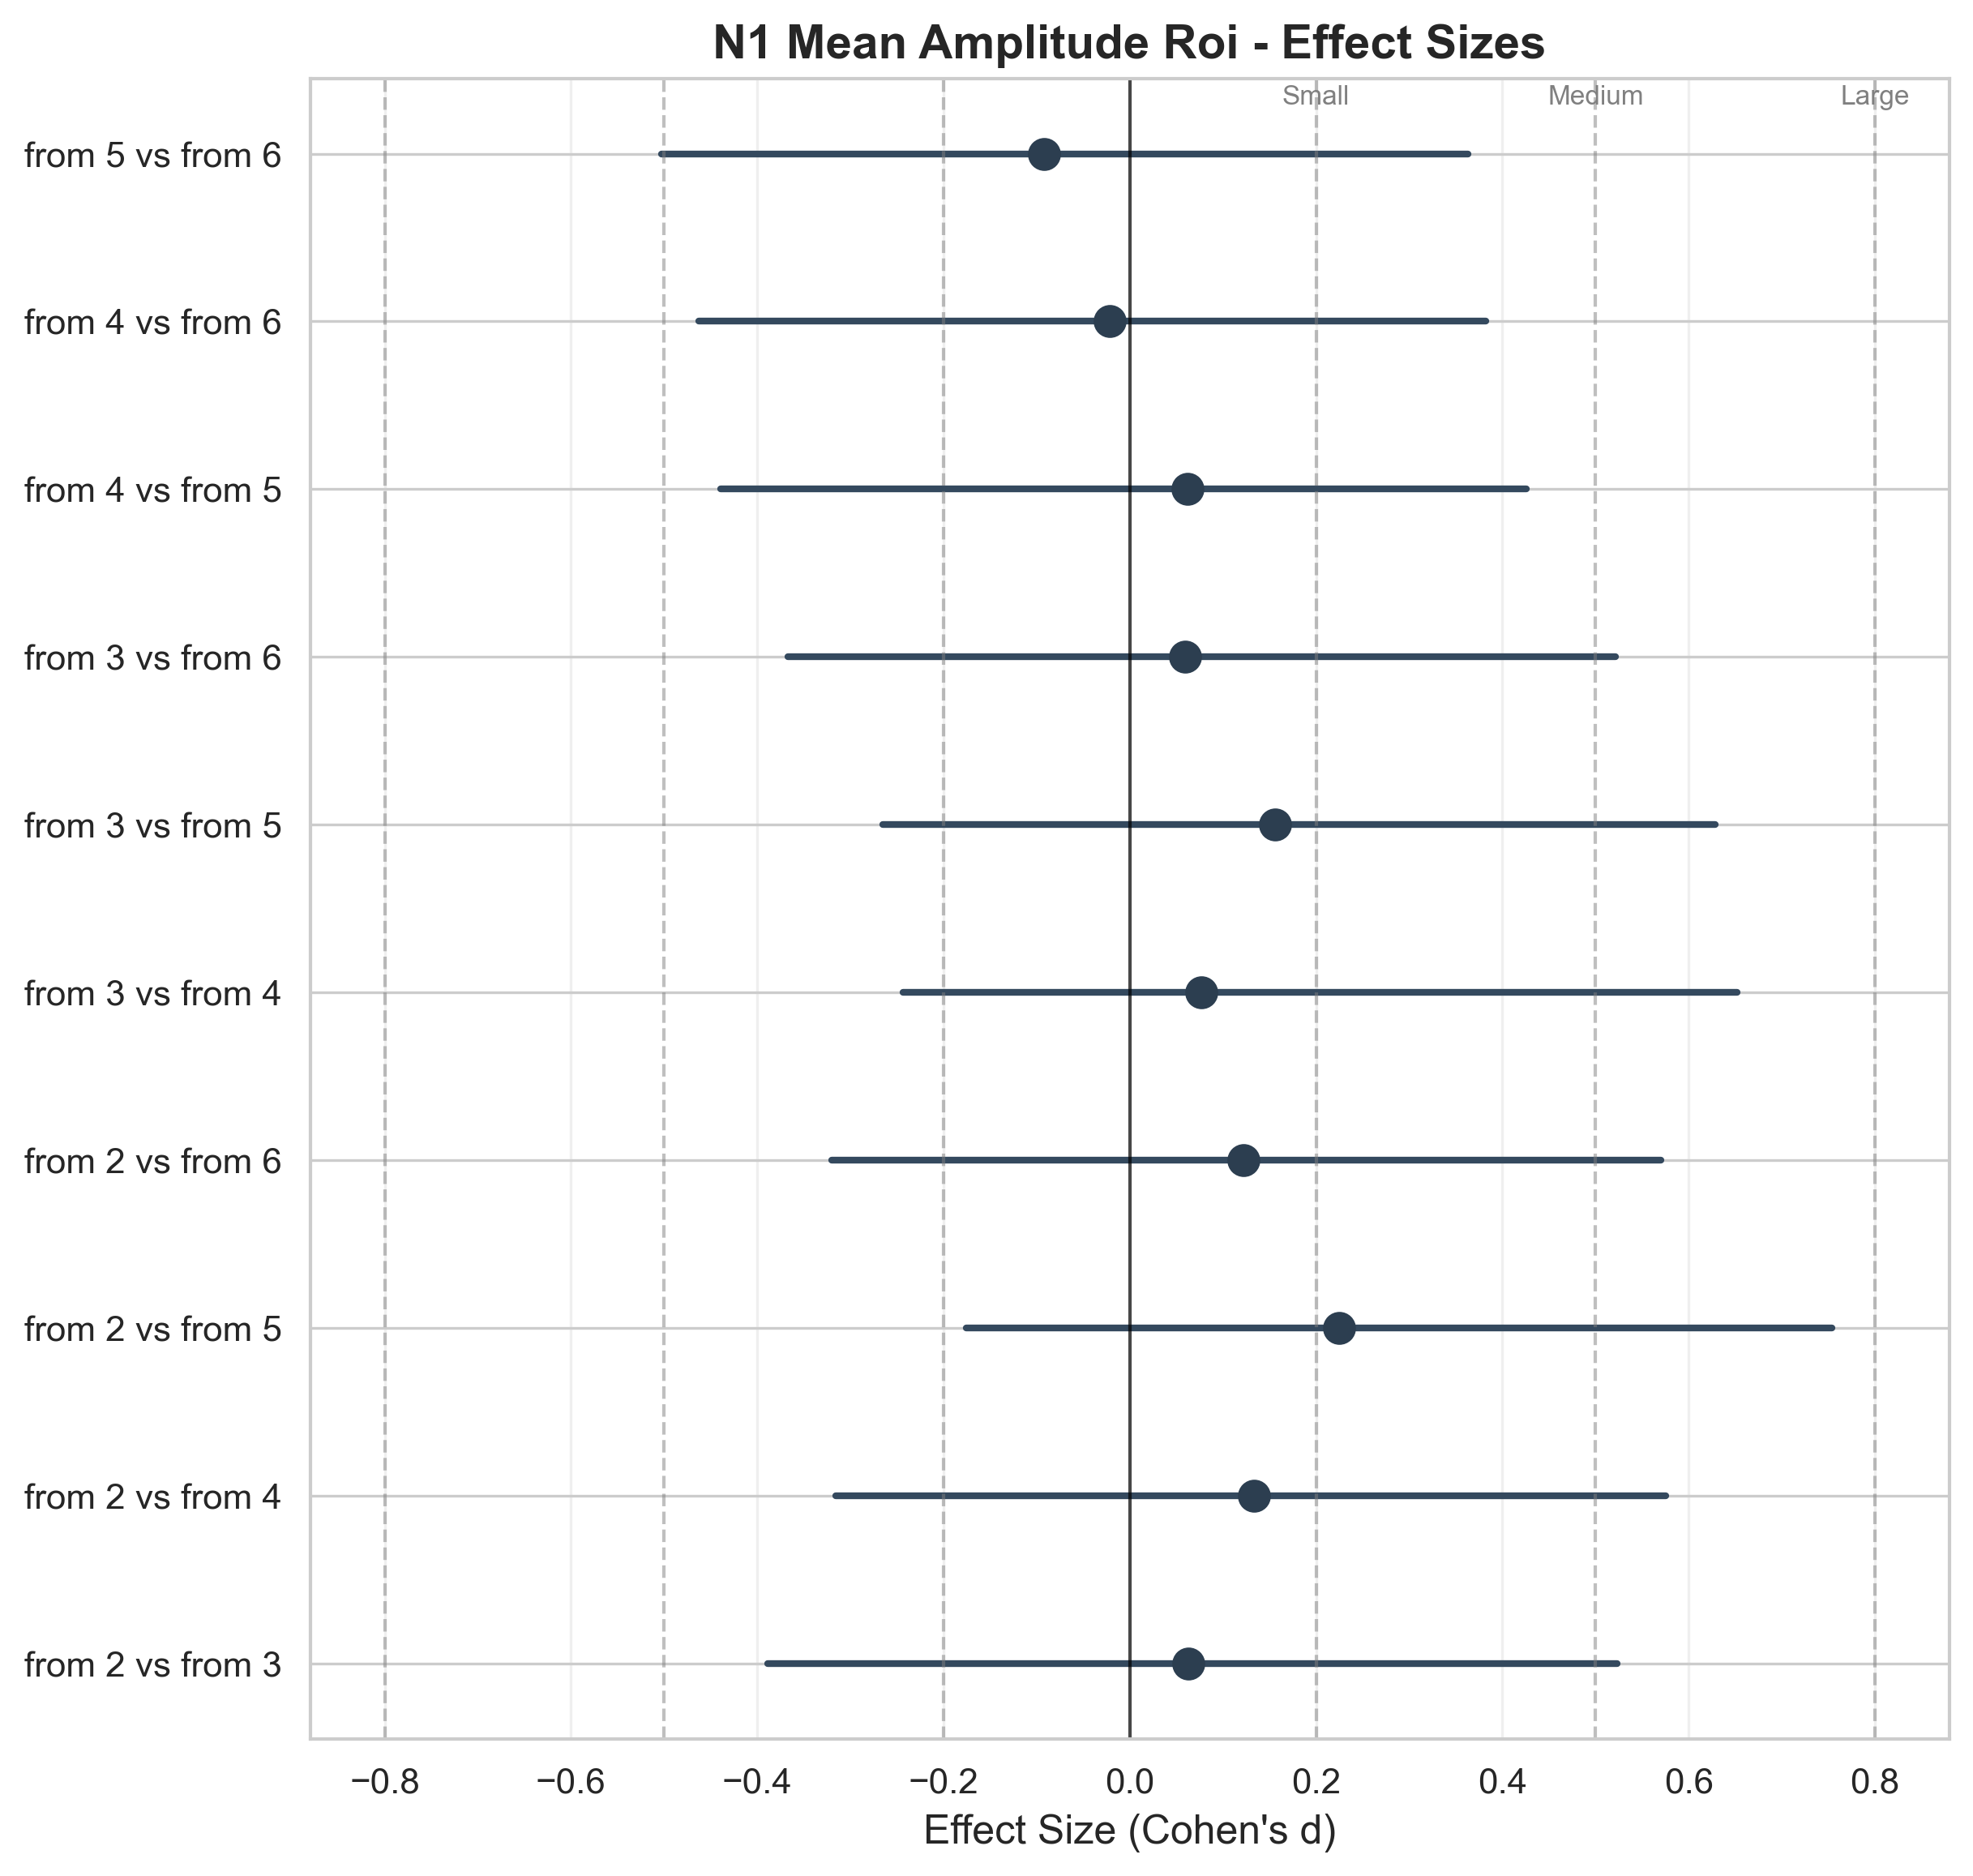 N1 Mean Amplitude Roi - Effect Sizes
Small Medium Large
from 5 vs from 6
from 4 vs from 6
from 4 vs from 5
from 3 vs from 6
from 3 vs from 5
from 3 vs from 4
from 2 vs from 6
from 2 vs from 5
from 2 vs from 4
from 2 vs from 3
−0.8 −0.6 −0.4 −0.2 0.0 0.2 0.4 0.6 0.8
Effect Size (Cohen's d)